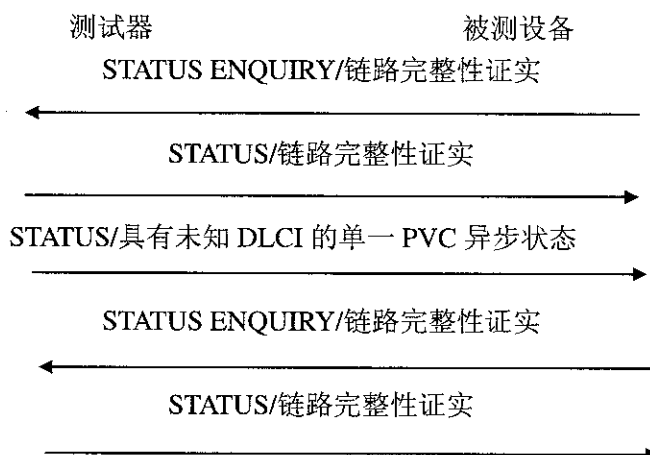 测试器 被测设备
STATUS ENQUIRY/链路完整性证实
STATUS/链路完整性证实
STATUS/具有未知 DLCI 的单一 PVC 异步状态
STATUS ENQUIRY/链路完整性证实
STATUS/链路完整性证实